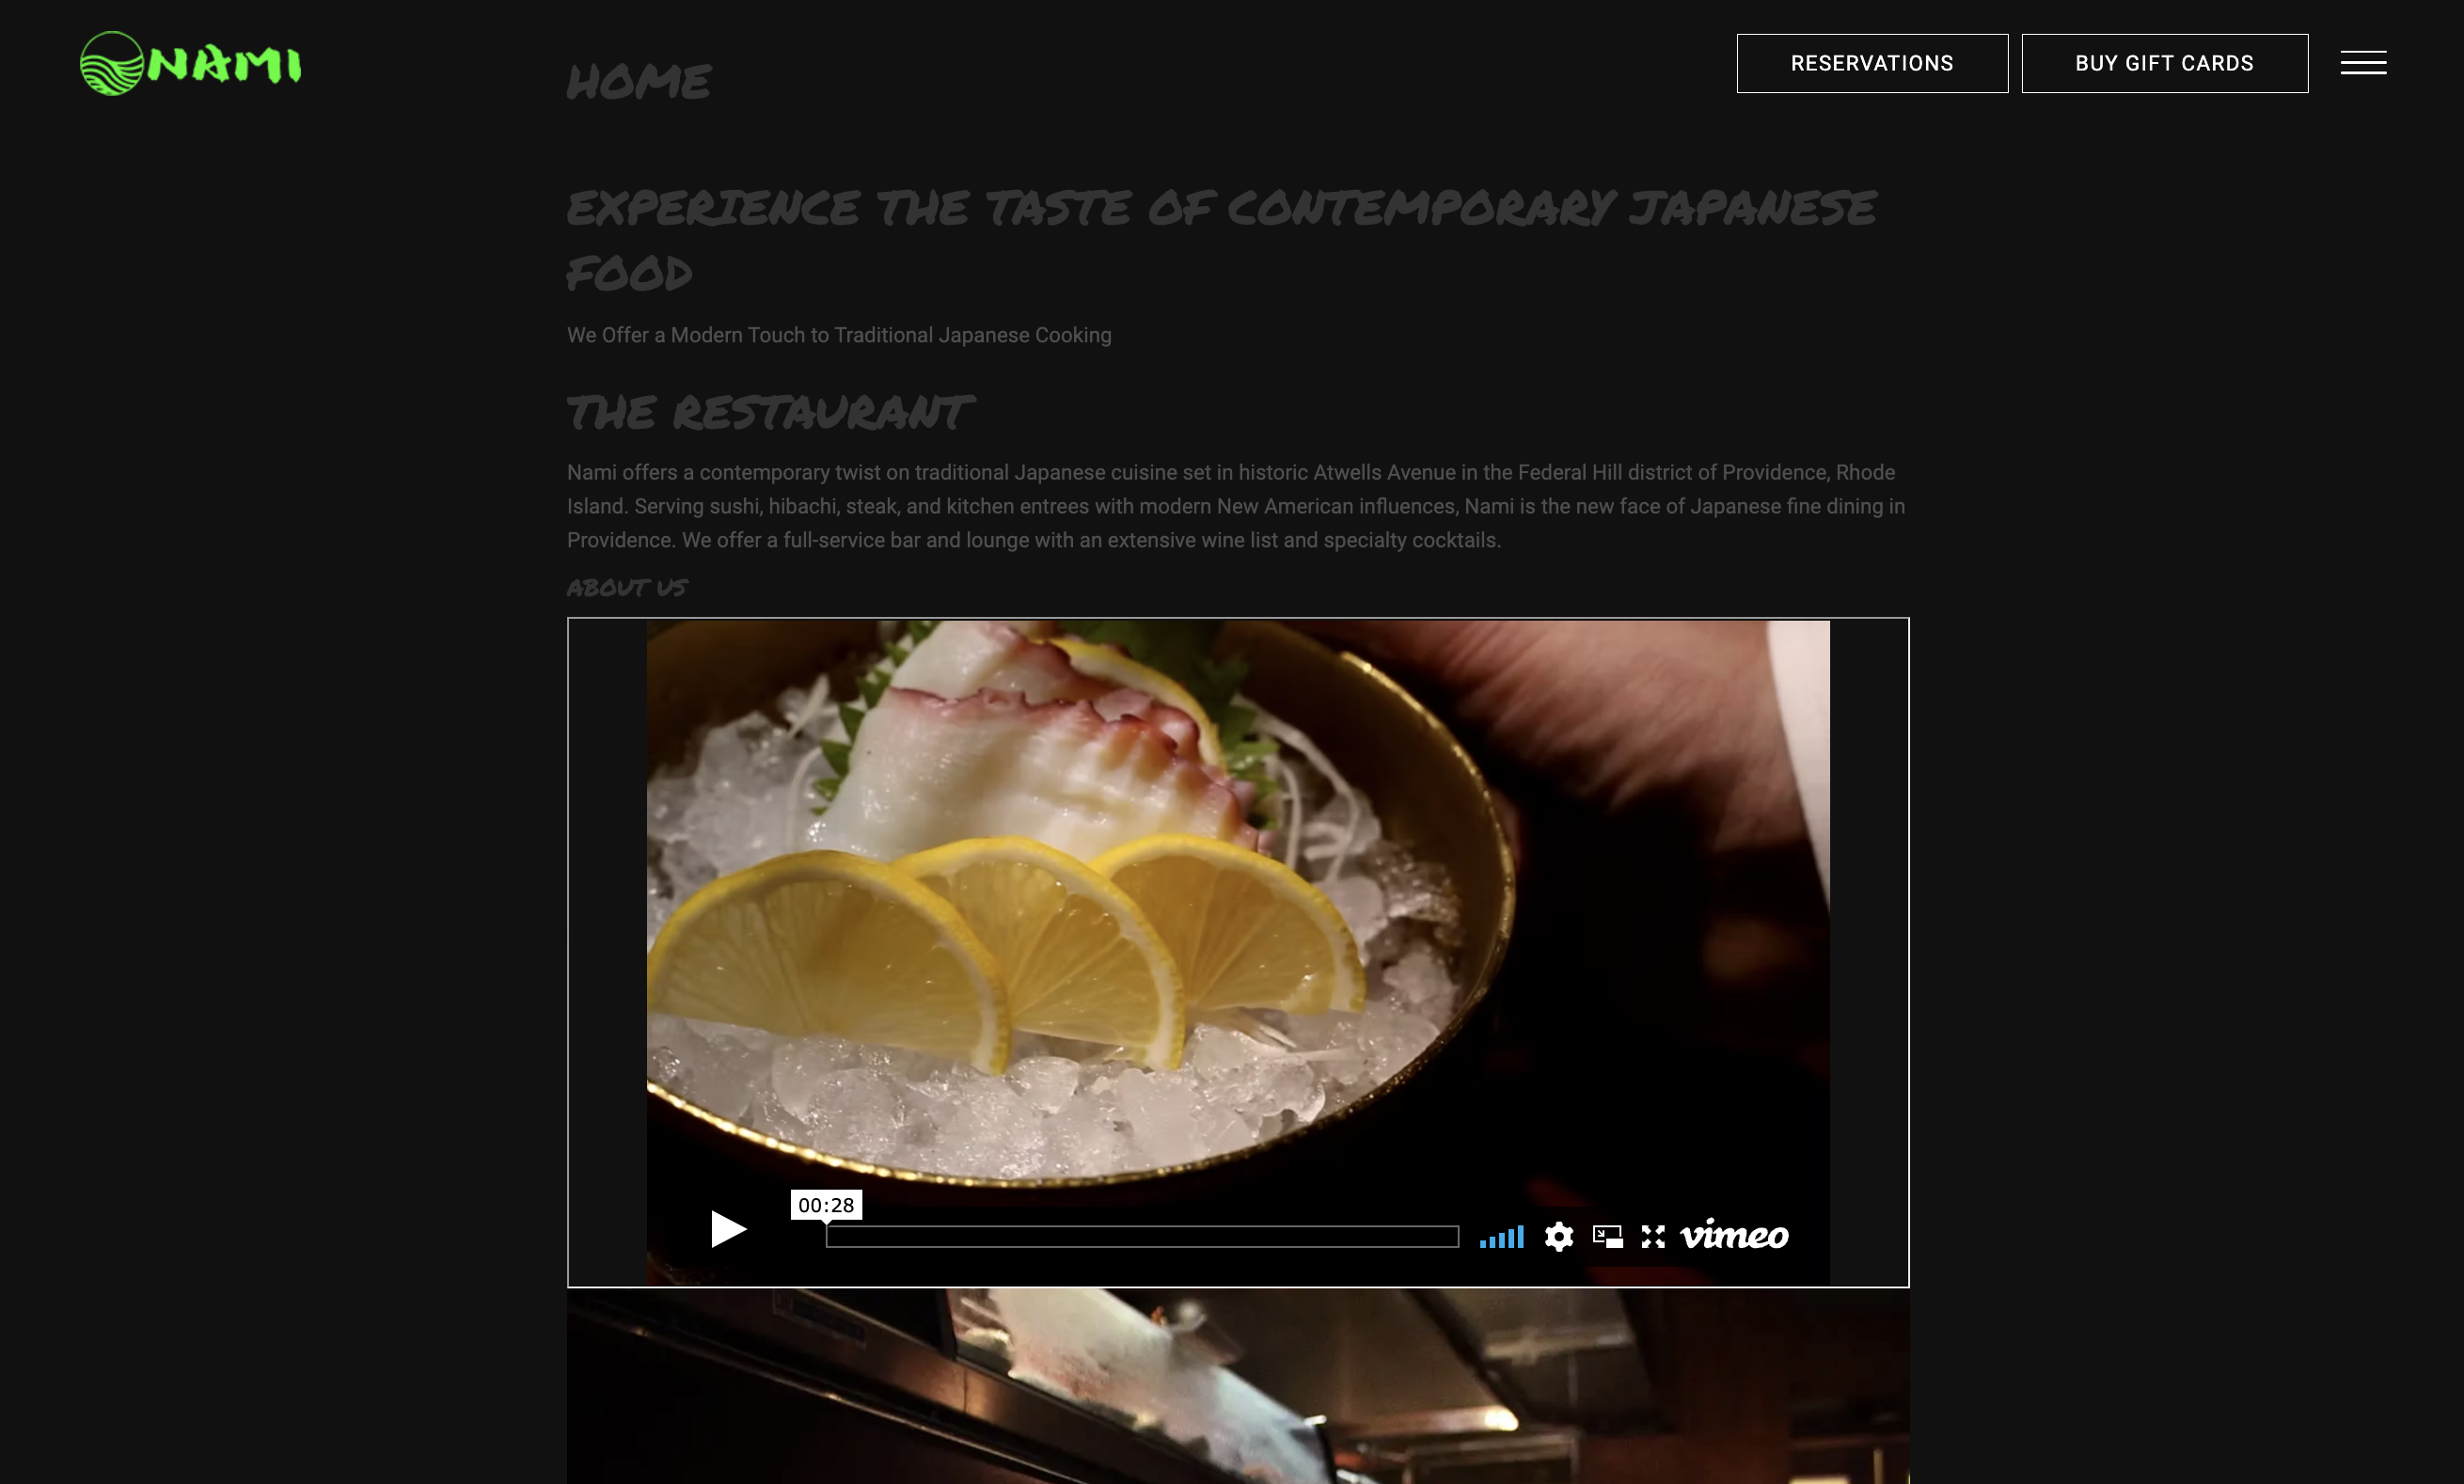 NAMI
HOME
RESERVATIONS
BUY GIFT CARDS
EXPERIENCE THE TASTE OF CONTEMPORARY JAPANESE
FOOD
We Offer a Modern Touch to Traditional Japanese Cooking
THE RESTAURANT
Nami offers a contemporary twist on traditional Japanese cuisine set in historic Atwells Avenue in the Federal Hill district of Providence, Rhode
Island. Serving sushi, hibachi, steak, and kitchen entrees with modern New American influences, Nami is the new face of Japanese fine dining in
Providence. We offer a full-service bar and lounge with an extensive wine list and specialty cocktails.
ABOUT US
00:28
vimeo